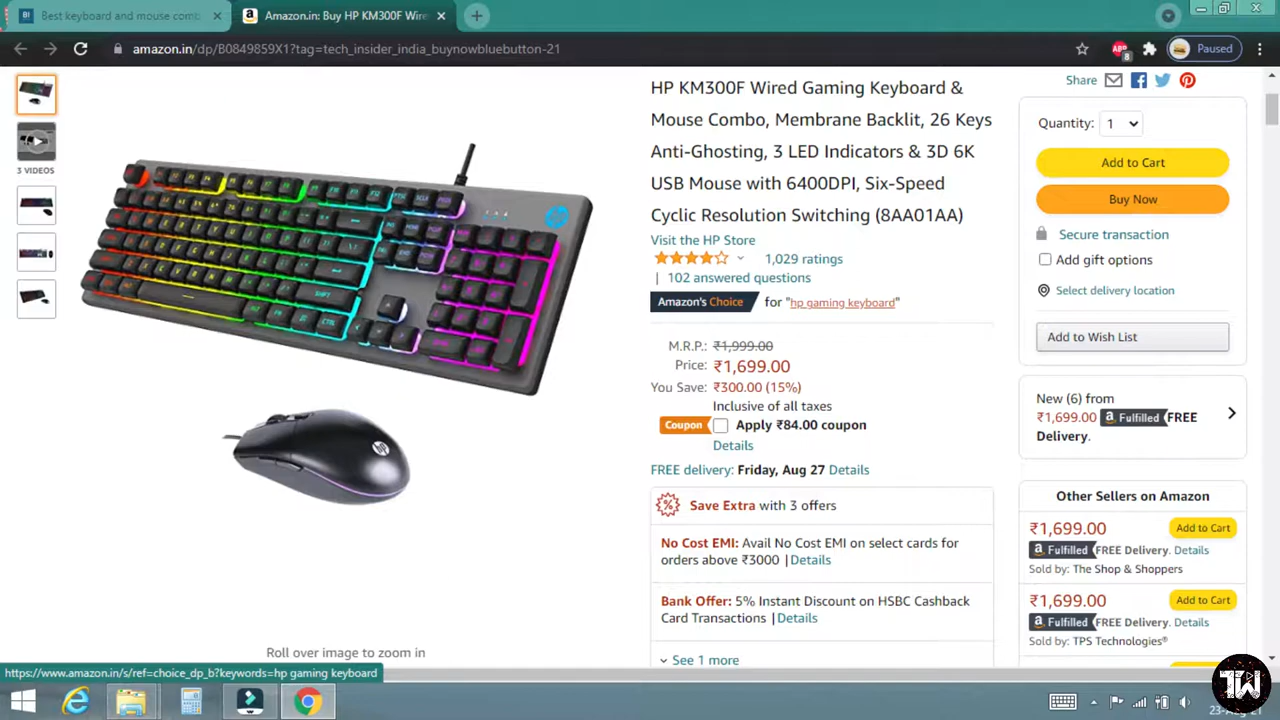 Best keyboard and mouse comb
Amazon.in: Buy HP KM300F Wire
amazon.in/dp/B0849859X1?tag=tech_insider_india_buynowbluebutton-21
ABP
8
Paused
3 VIDEOS
Roll over image to zoom in
HP KM300F Wired Gaming Keyboard &
Mouse Combo, Membrane Backlit, 26 Keys
Anti-Ghosting, 3 LED Indicators & 3D 6K
USB Mouse with 6400DPI, Six-Speed
Cyclic Resolution Switching (8AA01AA)
Visit the HP Store
1,029 ratings
| 102 answered questions
Amazon's Choice for "hp gaming keyboard"
M.R.P.: ₹1,999.00
Price: ₹1,699.00
You Save: ₹300.00 (15%)
Inclusive of all taxes
Coupon Apply ₹84.00 coupon
Details
FREE delivery: Friday, Aug 27 Details
Save Extra with 3 offers
No Cost EMI: Avail No Cost EMI on select cards for
orders above ₹3000 | Details
Bank Offer: 5% Instant Discount on HSBC Cashback
Card Transactions | Details
See 1 more
Share
Quantity: 1
Add to Cart
Buy Now
Secure transaction
Add gift options
Select delivery location
Add to Wish List
New (6) from
₹1,699.00 Fulfilled FREE
Delivery.
Other Sellers on Amazon
₹1,699.00 Add to Cart
Fulfilled FREE Delivery. Details
Sold by: The Shop & Shoppers
₹1,699.00 Add to Cart
Fulfilled FREE Delivery. Details
Sold by: TPS Technologies®
https://www.amazon.in/s/ref=choice_dp_b?keywords=hp gaming keyboard
TW